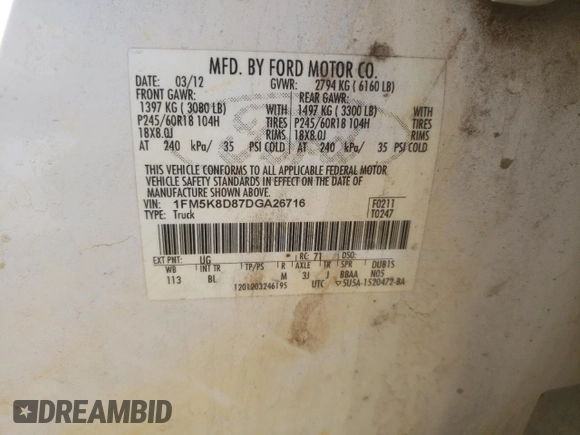 MFD. BY FORD MOTOR CO.
DATE: 03/12 GVWR: 2794 KG ( 6160 LB)
FRONT GAWR: REAR GAWR:
1397 KG ( 3080 LB) 1497 KG ( 3300 LB)
P245/60R18 104H TIRES P245/60R18 104H TIRES
18X8.0J RIMS 18X8.0J RIMS
AT 240 kPa/ 35 PSI COLD AT 240 kPa/ 35 PSI COLD
THIS VEHICLE CONFORMS TO ALL APPLICABLE FEDERAL MOTOR
VEHICLE SAFETY STANDARDS IN EFFECT ON THE DATE OF
MANUFACTURE SHOWN ABOVE.
VIN: 1FM5K8D87DGA26716 F0211
TYPE: Truck T0247
EXT PNT: UG RC: 71 DSO:
WB INT TR TP/PS R AXLE TR SPR DUB1S
113 BL M 3J J BBAA N05
1201203246195 UTC ▽5U5A-1520472-BA
DREAMBID